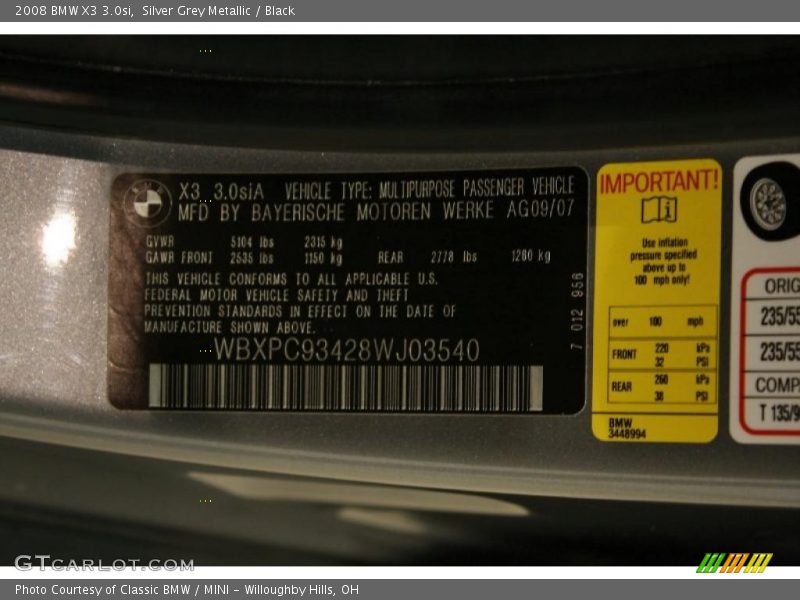 2008 BMW X3 3.0si, Silver Grey Metallic / Black
BMW
X3 3.0siA VEHICLE TYPE: MULTIPURPOSE PASSENGER VEHICLE
MFD BY BAYERISCHE MOTOREN WERKE AG 09/07
GVWR 5104 lbs 2315 kg
GAWR FRONT 2535 lbs 1150 kg REAR 2778 lbs 1260 kg
THIS VEHICLE CONFORMS TO ALL APPLICABLE U.S.
FEDERAL MOTOR VEHICLE SAFETY AND THEFT
PREVENTION STANDARDS IN EFFECT ON THE DATE OF
MANUFACTURE SHOWN ABOVE.
WBXPC93428WJ03540
7 012 956
IMPORTANT!
Use inflation
pressure specified
above up to
100 mph only!
over 100 mph
FRONT 220 kPa
32 PSI
REAR 260 kPa
38 PSI
BMW
3448994
ORIG
235/55
235/55
COMPA
T 135/9
GTcarlot.com
Photo Courtesy of Classic BMW / MINI - Willoughby Hills, OH